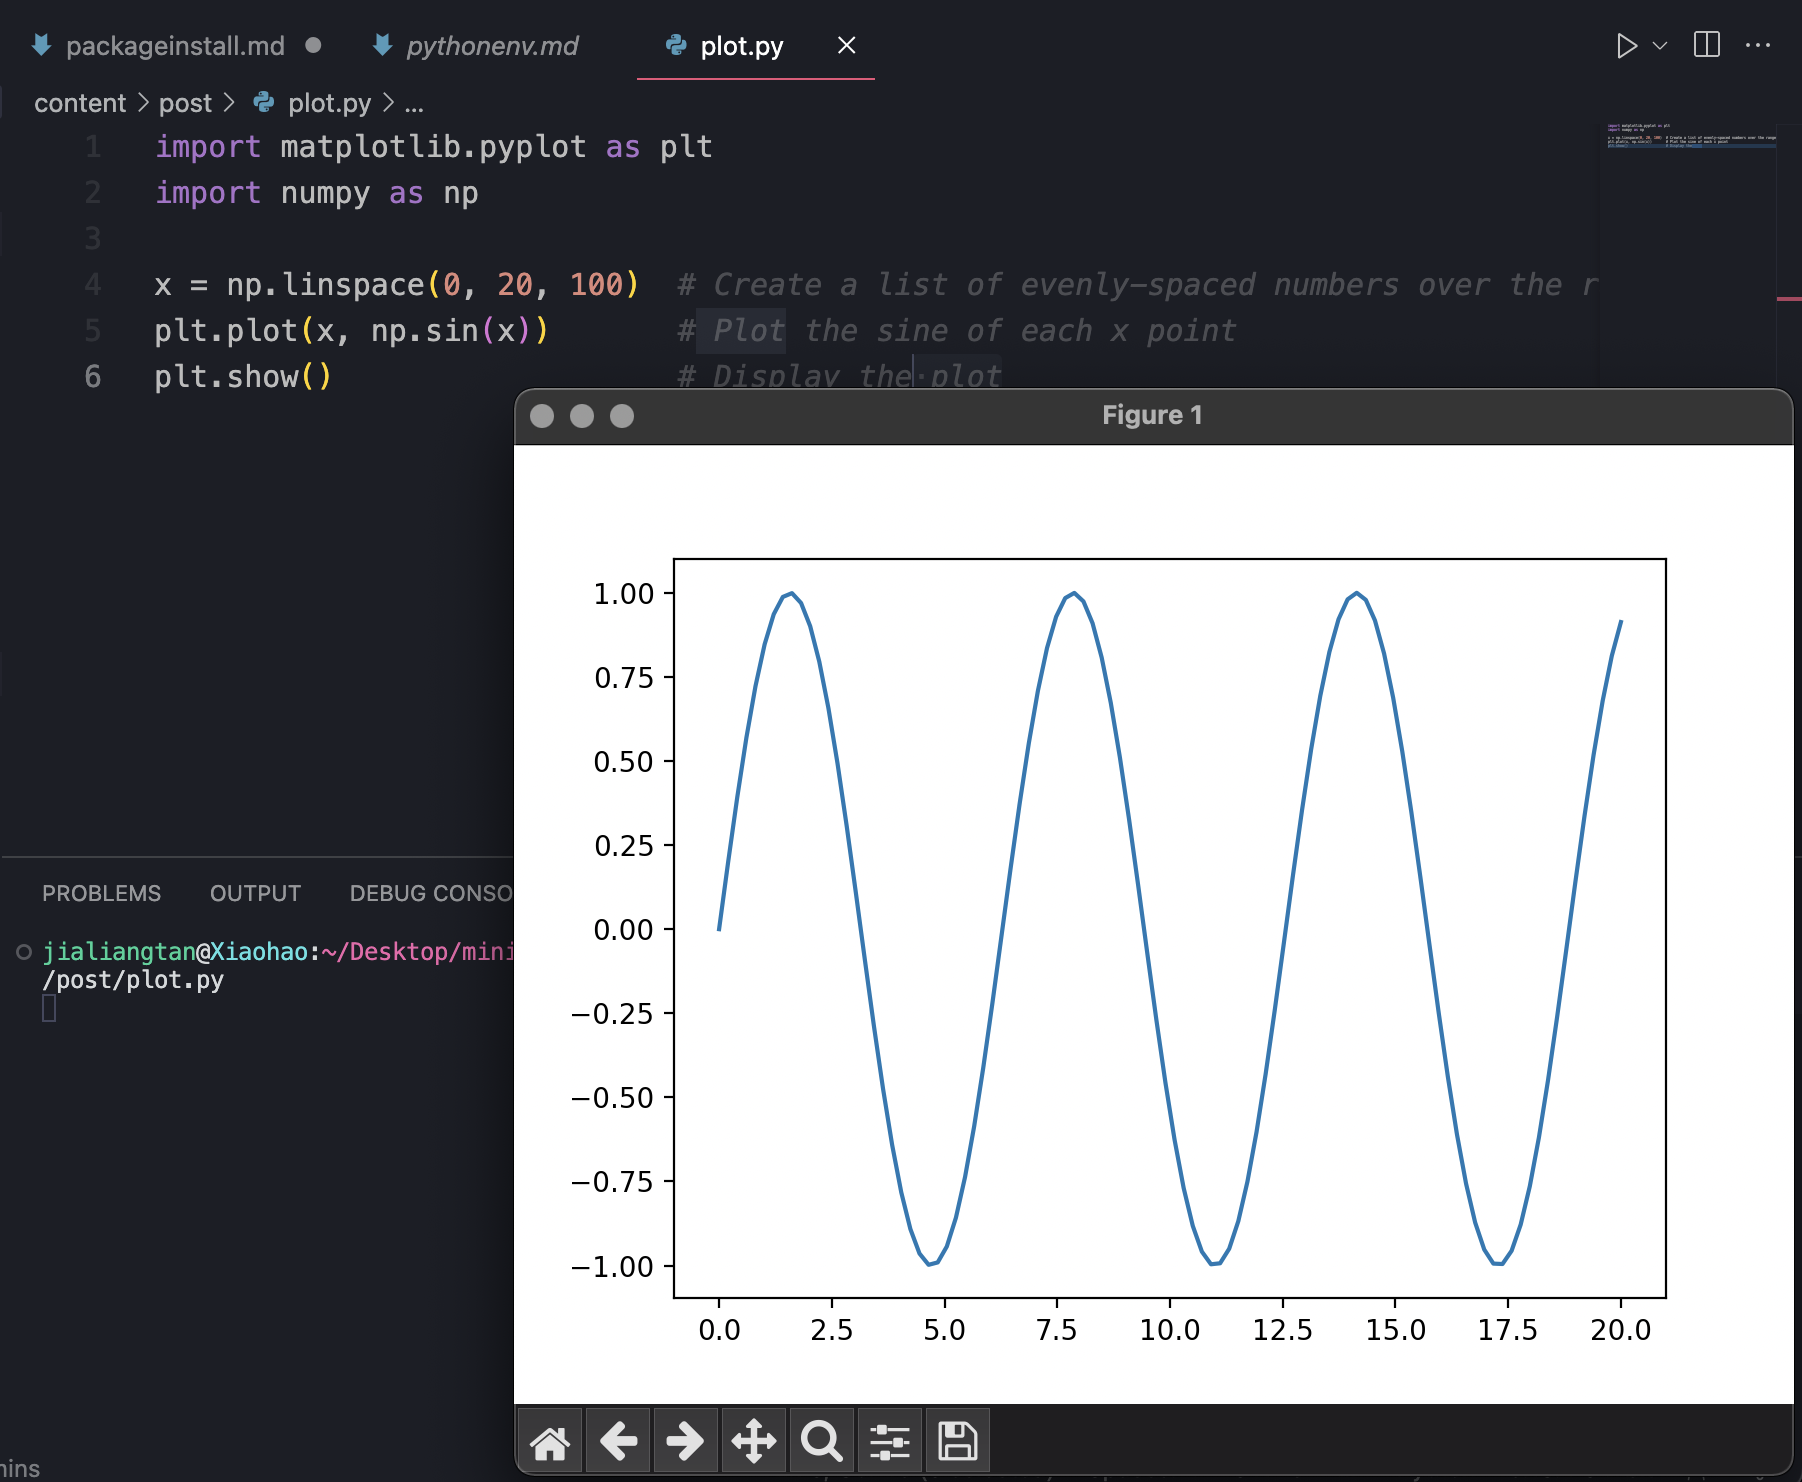 packageinstall.md pythonenv.md plot.py
content > post > plot.py > ...
1 import matplotlib.pyplot as plt
2 import numpy as np
3
4 x = np.linspace(0, 20, 100) # Create a list of evenly-spaced numbers over the r
5 plt.plot(x, np.sin(x)) # Plot the sine of each x point
6 plt.show() # Display the plot
Figure 1
1.00
0.75
0.50
0.25
0.00
−0.25
−0.50
−0.75
−1.00
0.0 2.5 5.0 7.5 10.0 12.5 15.0 17.5 20.0
PROBLEMS OUTPUT DEBUG CONSO
jialiangtan@Xiaohao:~/Desktop/mini
/post/plot.py
mins